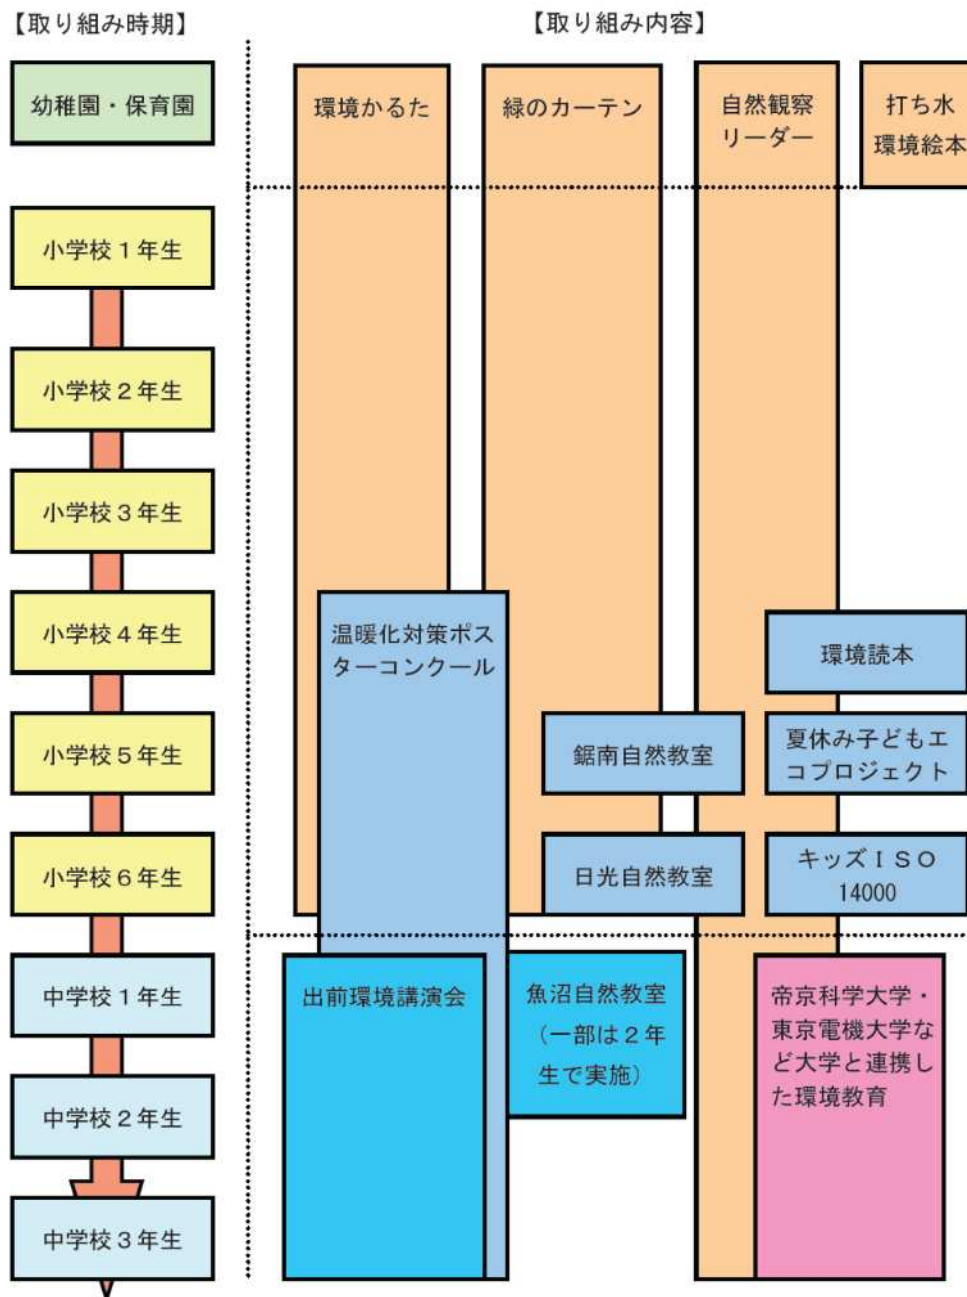 【取り組み時期】
【取り組み内容】
幼稚園・保育園
環境かるた
緑のカーテン
自然観察
リーダー
打ち水
環境絵本
小学校１年生
小学校２年生
小学校３年生
小学校４年生
温暖化対策ポス
ターコンクール
環境読本
小学校５年生
鋸南自然教室
夏休み子どもエ
コプロジェクト
小学校６年生
日光自然教室
キッズＩＳＯ
14000
中学校１年生
出前環境講演会
魚沼自然教室
（一部は２年
生で実施）
帝京科学大学・
東京電機大学な
ど大学と連携し
た環境教育
中学校２年生
中学校３年生